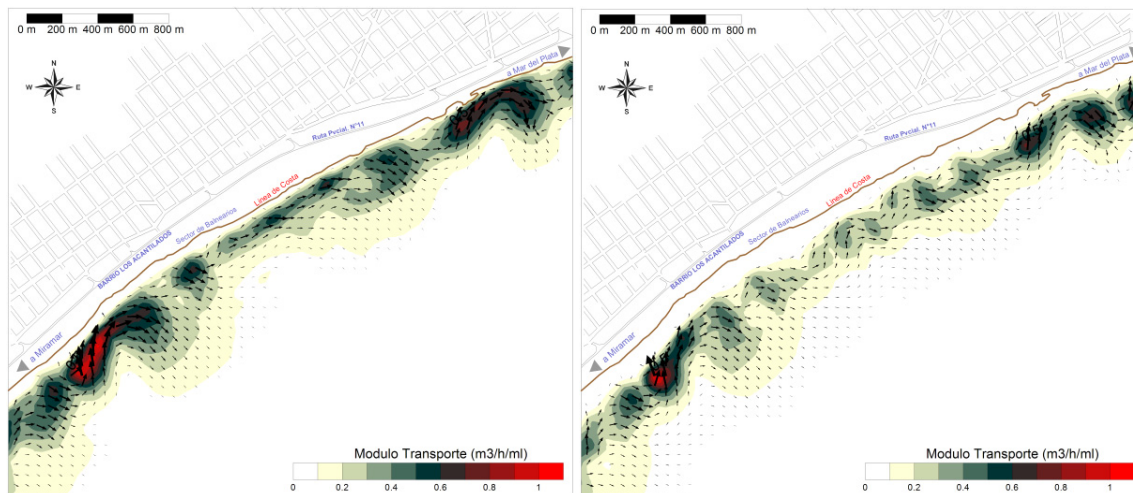 0 m 200 m 400 m 600 m 800 m
N
W E
S
a Mar del Plata
Ruta Pvcial. N°11
Linea de Costa
Sector de Balnearios
BARRIO LOS ACANTILADOS
a Miramar
Modulo Transporte (m3/h/ml)
0 0.2 0.4 0.6 0.8 1
0 m 200 m 400 m 600 m 800 m
N
W E
S
a Mar del Plata
Ruta Pvcial. N°11
Linea de Costa
Sector de Balnearios
BARRIO LOS ACANTILADOS
a Miramar
Modulo Transporte (m3/h/ml)
0 0.2 0.4 0.6 0.8 1